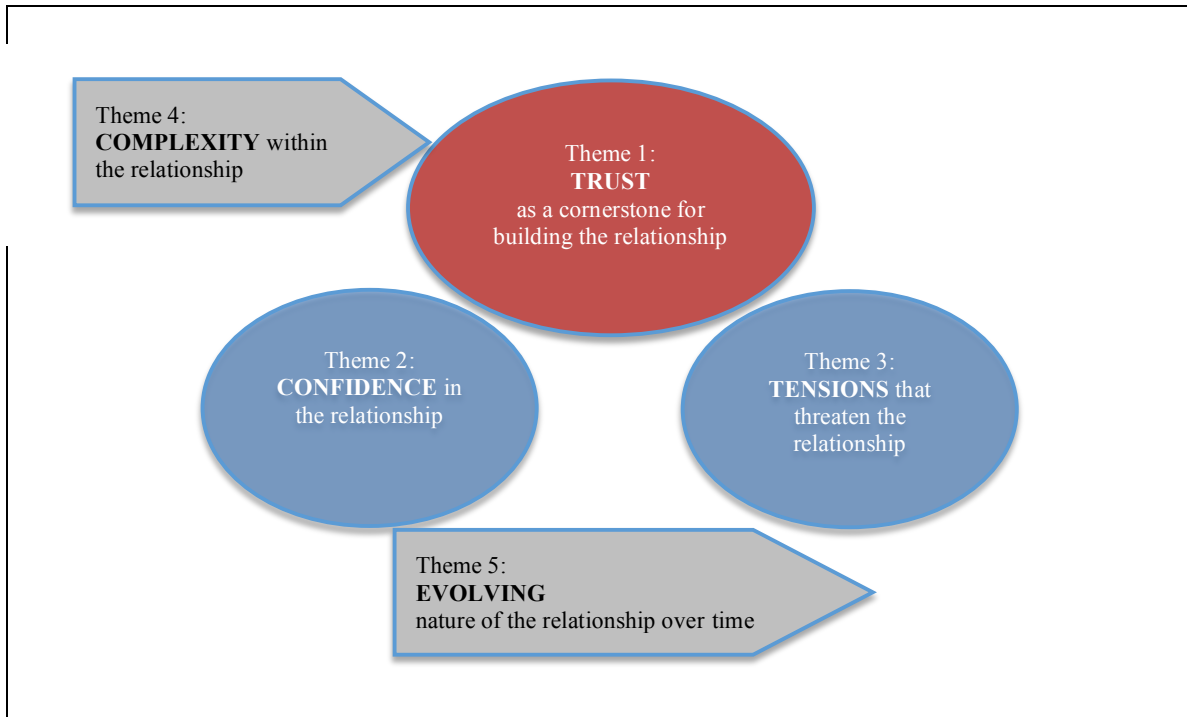 Theme 4:
COMPLEXITY within
the relationship
Theme 1:
TRUST
as a cornerstone for
building the relationship
Theme 2:
CONFIDENCE in
the relationship
Theme 3:
TENSIONS that
threaten the
relationship
Theme 5:
EVOLVING
nature of the relationship over time